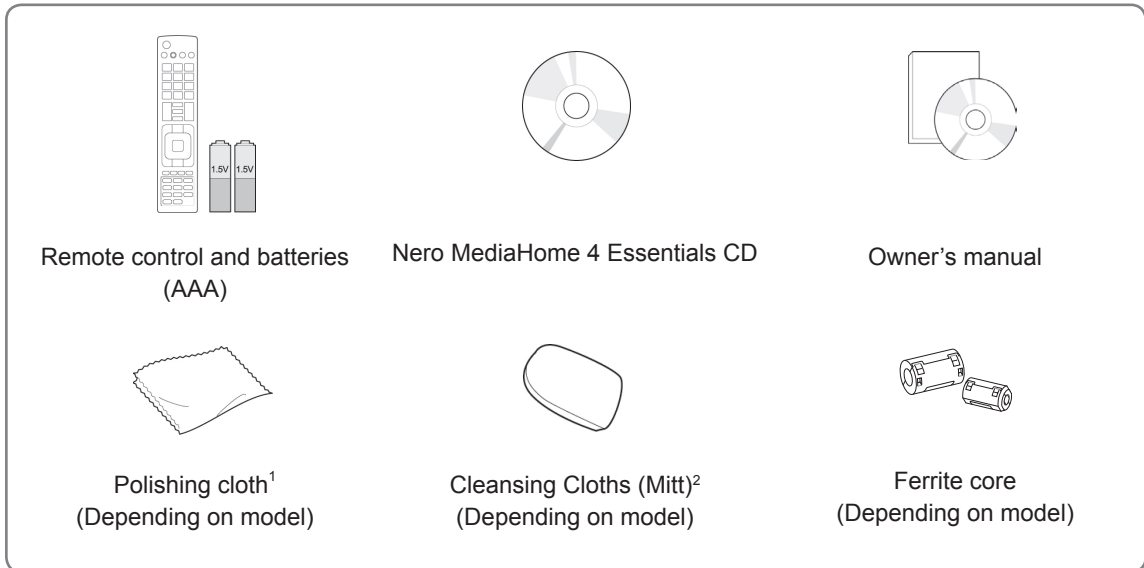 1.5V 1.5V
Remote control and batteries
(AAA)
Nero MediaHome 4 Essentials CD
Owner’s manual
Polishing cloth1
(Depending on model)
Cleansing Cloths (Mitt)2
(Depending on model)
Ferrite core
(Depending on model)